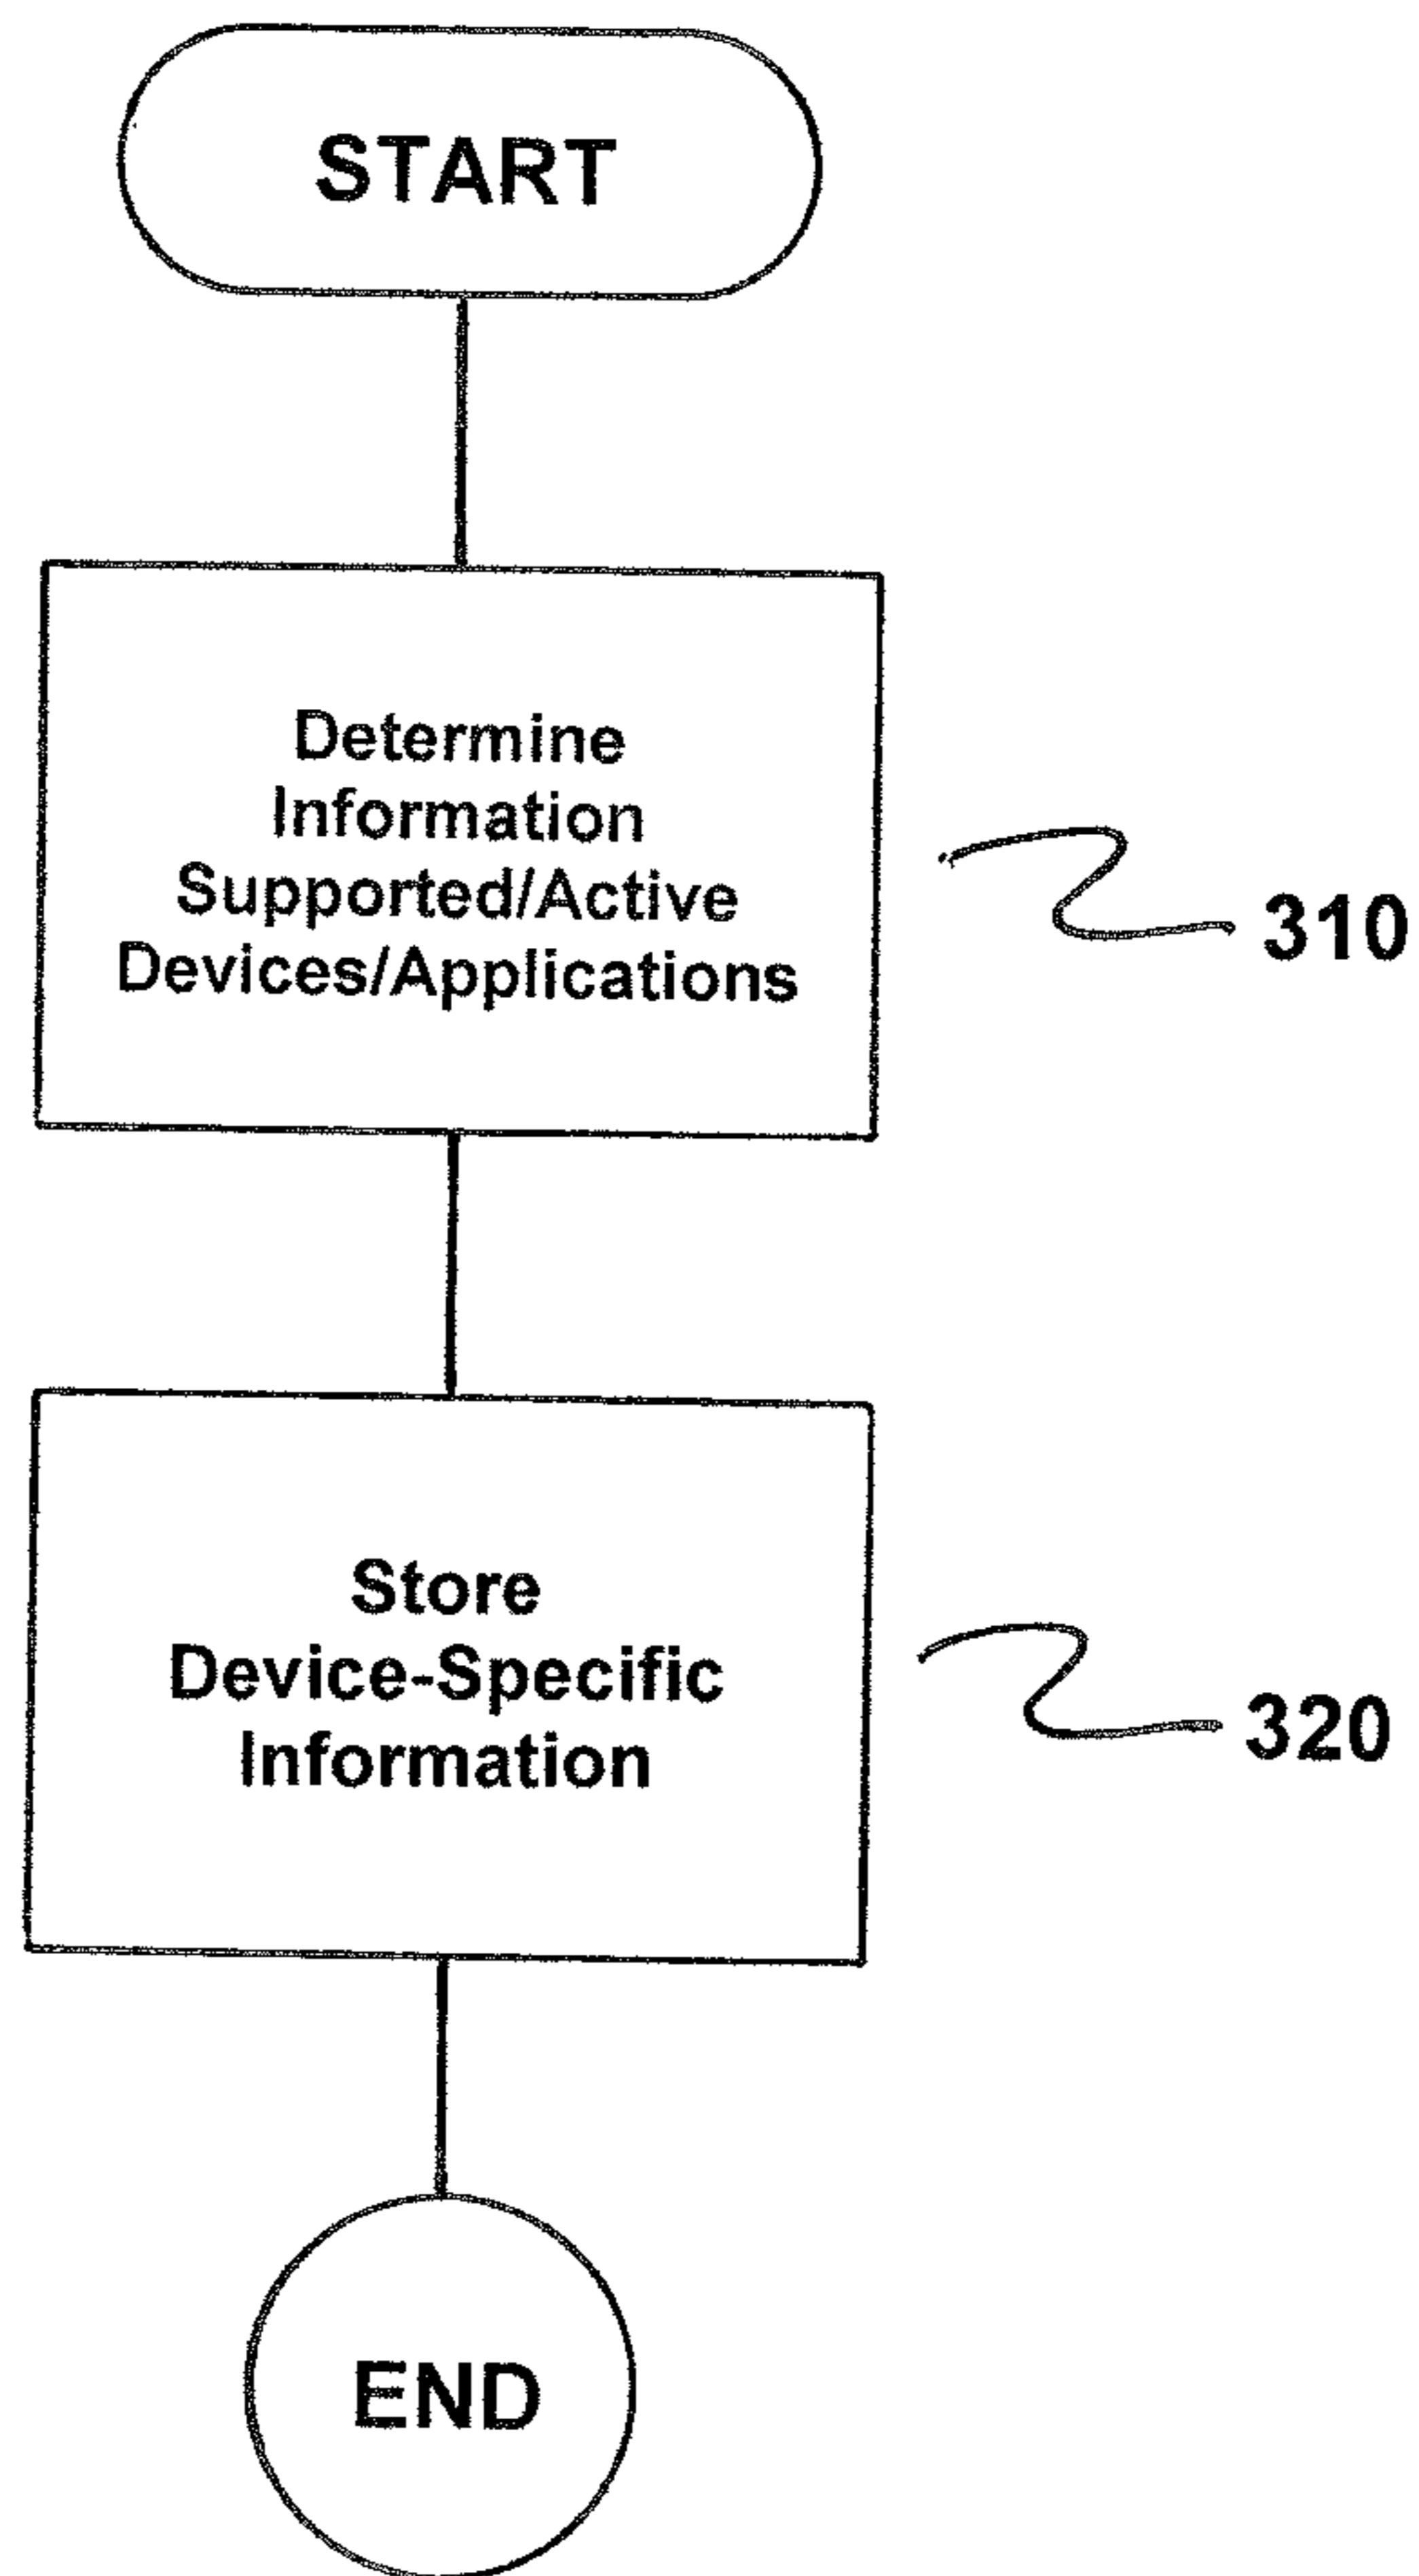 START
Determine
Information
Supported/Active
Devices/Applications
310
Store
Device-Specific
Information
320
END